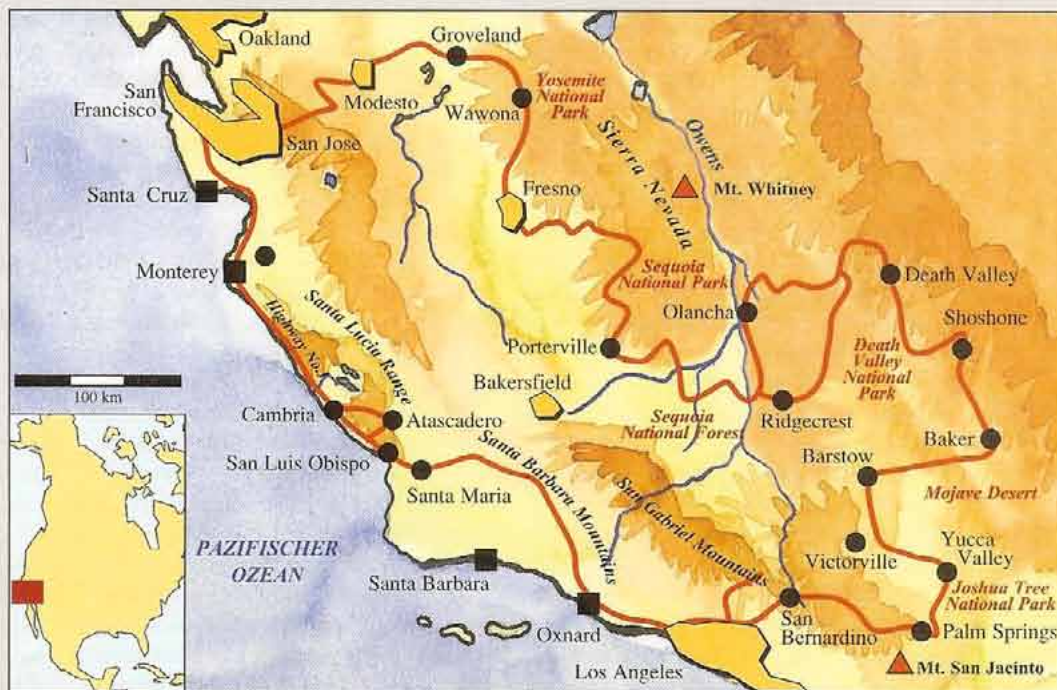 Oakland
Groveland
San
Francisco
Modesto
Wawona
Yosemite
National
Park
San Jose
Owens
Sierra Nevada
Mt. Whitney
Santa Cruz
Fresno
Monterey
Santa Lucia Range
Highway No.1
Sequoia
National Park
Death Valley
Olancha
Shoshone
Porterville
Death
Valley
National
Park
100 km
Bakersfield
Cambria
Atascadero
Sequoia
National Forest
Ridgecrest
San Luis Obispo
Baker
Santa Maria
Santa Barbara Mountains
Barstow
Mojave Desert
San Gabriel Mountains
PAZIFISCHER
OZEAN
Victorville
Yucca
Valley
Santa Barbara
Joshua Tree
National Park
Oxnard
San
Bernardino
Palm Springs
Los Angeles
Mt. San Jacinto